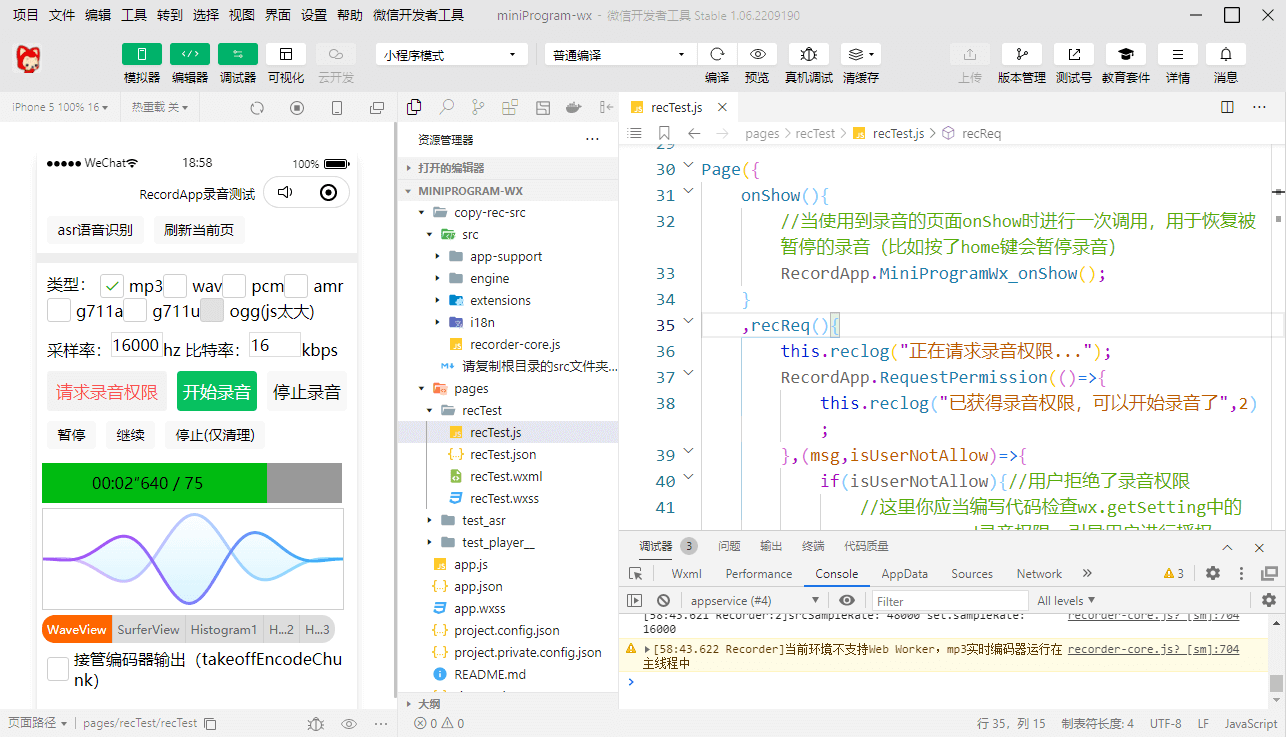 项目 文件 编辑 工具 转到 选择 视图 界面 设置 帮助 微信开发者工具 miniProgram-wx - 微信开发者工具 Stable 1.06.2209190
模拟器 编辑器 调试器 可视化 云开发 小程序模式 普通编译 编译 预览 真机调试 清缓存 上传 版本管理 测试号 教育套件 详情 消息
iPhone 5 100% 16 热重载 关
WeChat 18:58 100%
RecordApp录音测试
asr语音识别 刷新当前页
类型: mp3 wav pcm amr
g711a g711u ogg(js太大)
采样率: 16000 hz 比特率: 16 kbps
请求录音权限 开始录音 停止录音
暂停 继续 停止(仅清理)
00:02"640 / 75
WaveView SurferView Histogram1 H...2 H...3
接管编码器输出（takeoffEncodeChu
nk）
页面路径 pages/recTest/recTest
资源管理器 ...
打开的编辑器
MINIPROGRAM-WX
copy-rec-src
src
app-support
engine
extensions
i18n
recorder-core.js
请复制根目录的src文件夹...
pages
recTest
recTest.js
recTest.json
recTest.wxml
recTest.wxss
test_asr
test_player__
app.js
app.json
app.wxss
project.config.json
project.private.config.json
README.md
大纲
0 0
recTest.js
pages > recTest > recTest.js > recReq
29
30 Page({
31 onShow(){
32 //当使用到录音的页面onShow时进行一次调用，用于恢复被
暂停的录音（比如按了home键会暂停录音）
33 RecordApp.MiniProgramWx_onShow();
34 }
35 ,recReq(){
36 this.reclog("正在请求录音权限...");
37 RecordApp.RequestPermission(()=>{
38 this.reclog("已获得录音权限，可以开始录音了",2)
;
39 },(msg,isUserNotAllow)=>{
40 if(isUserNotAllow){//用户拒绝了录音权限
41 //这里你应当编写代码检查wx.getSetting中的
调试器 3 问题 输出 终端 代码质量
Wxml Performance Console AppData Sources Network 3
appservice (#4) Filter All levels
[58:43.621 Recorder:2]srcSampleRate: 48000 set.sampleRate: recorder-core.js? [sm]:704
16000
[58:43.622 Recorder]当前环境不支持Web Worker，mp3实时编码器运行在 recorder-core.js? [sm]:704
主线程中
行 35，列 15 制表符长度: 4 UTF-8 LF JavaScript